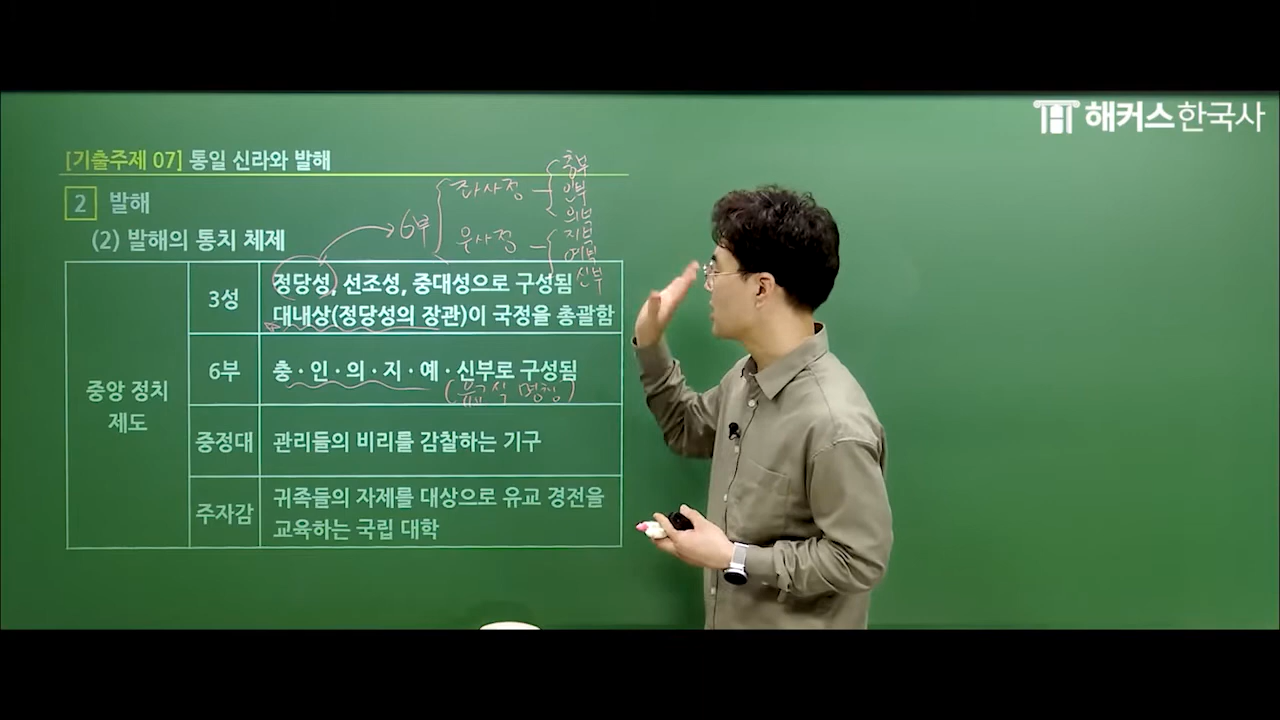 해커스한국사
[기출주제 07] 통일 신라와 발해
2 발해
(2) 발해의 통치 체제
6부
좌사정
충부
인부
의부
우사정
지부
예부
신부
중앙 정치
제도
3성
정당성, 선조성, 중대성으로 구성됨
대내상(정당성의 장관)이 국정을 총괄함
6부
충·인·의·지·예·신부로 구성됨
(유교식 명칭)
중정대
관리들의 비리를 감찰하는 기구
주자감
귀족들의 자제를 대상으로 유교 경전을
교육하는 국립 대학